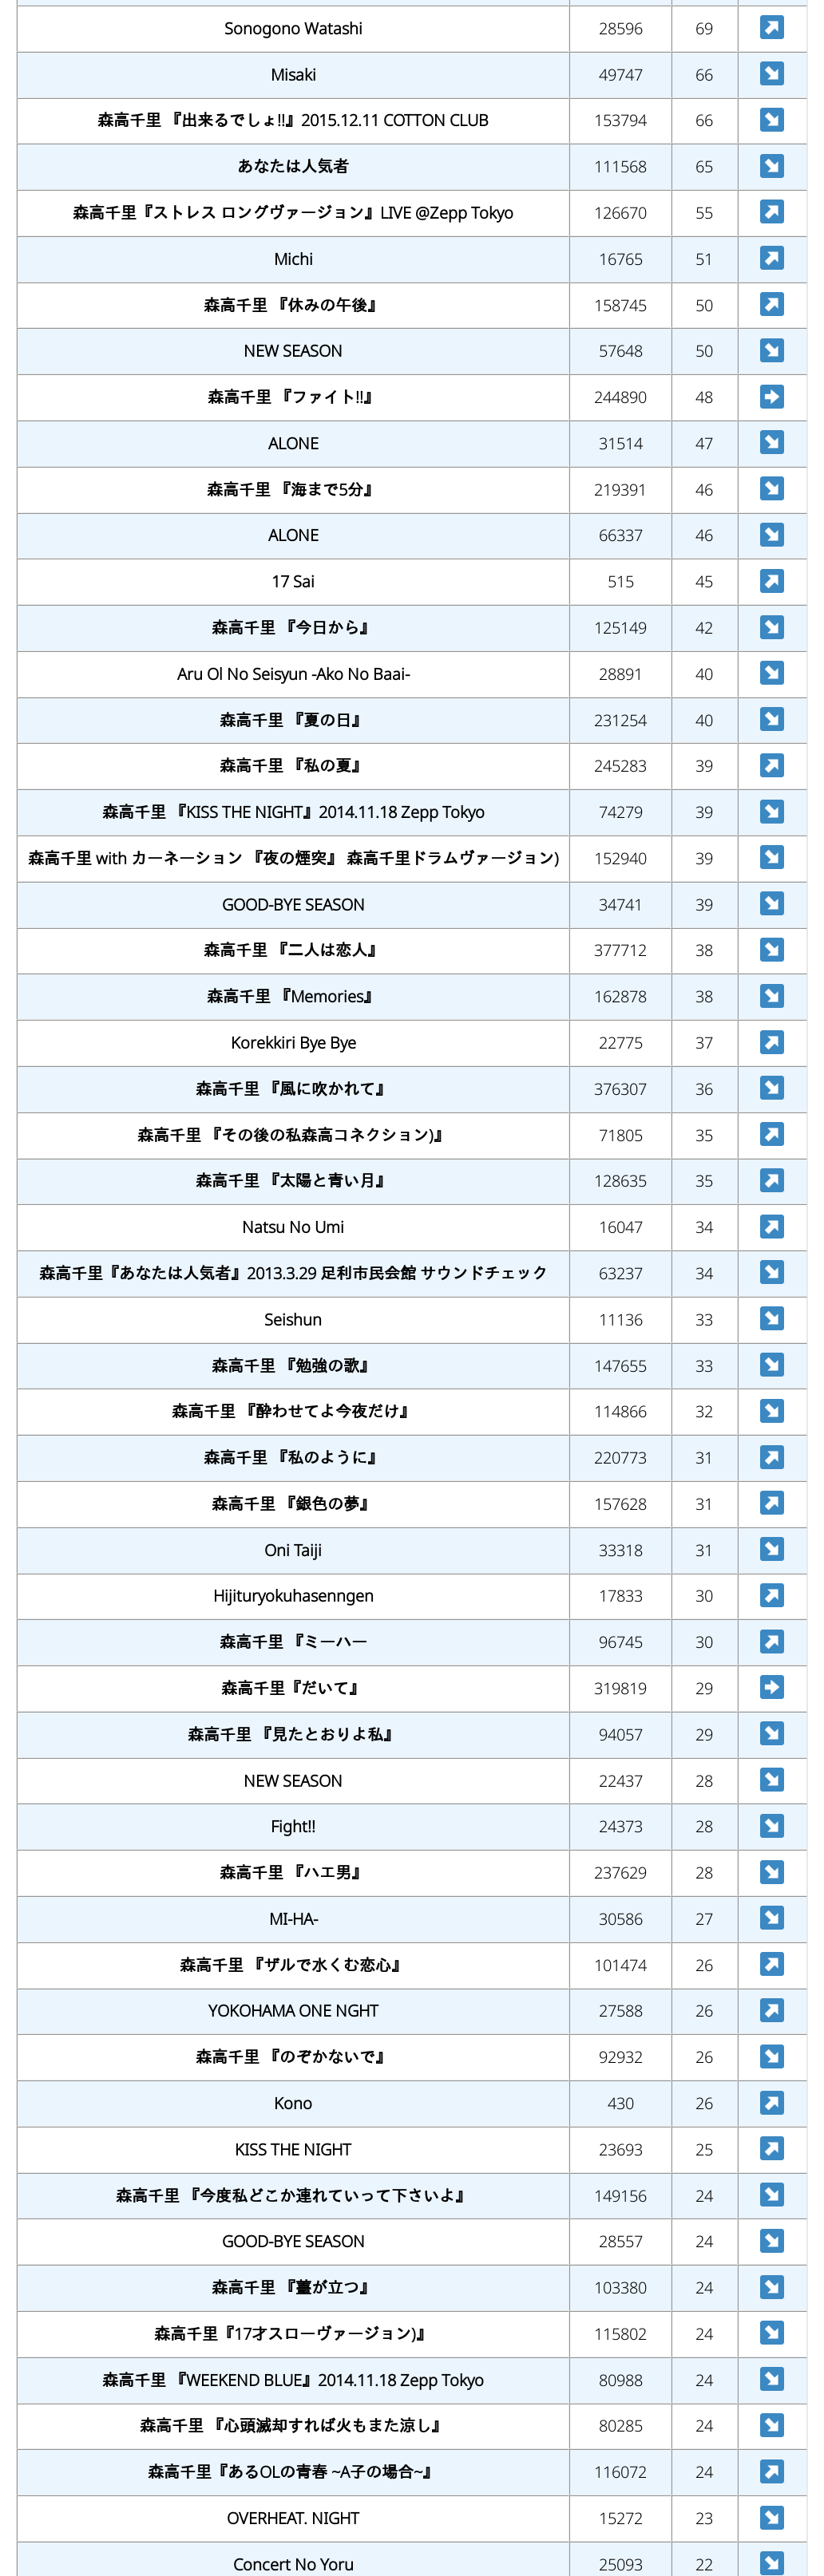 Sonogono Watashi 28596 69
Misaki 49747 66
森高千里 『出来るでしょ!!』2015.12.11 COTTON CLUB 153794 66
あなたは人気者 111568 65
森高千里『ストレス ロングヴァージョン』LIVE @Zepp Tokyo 126670 55
Michi 16765 51
森高千里 『休みの午後』 158745 50
NEW SEASON 57648 50
森高千里 『ファイト!!』 244890 48
ALONE 31514 47
森高千里 『海まで5分』 219391 46
ALONE 66337 46
17 Sai 515 45
森高千里 『今日から』 125149 42
Aru Ol No Seisyun -Ako No Baai- 28891 40
森高千里 『夏の日』 231254 40
森高千里 『私の夏』 245283 39
森高千里 『KISS THE NIGHT』2014.11.18 Zepp Tokyo 74279 39
森高千里 with カーネーション 『夜の煙突』 森高千里ドラムヴァージョン) 152940 39
GOOD-BYE SEASON 34741 39
森高千里 『二人は恋人』 377712 38
森高千里 『Memories』 162878 38
Korekkiri Bye Bye 22775 37
森高千里 『風に吹かれて』 376307 36
森高千里 『その後の私森高コネクション)』 71805 35
森高千里 『太陽と青い月』 128635 35
Natsu No Umi 16047 34
森高千里『あなたは人気者』2013.3.29 足利市民会館 サウンドチェック 63237 34
Seishun 11136 33
森高千里 『勉強の歌』 147655 33
森高千里 『酔わせてよ今夜だけ』 114866 32
森高千里 『私のように』 220773 31
森高千里 『銀色の夢』 157628 31
Oni Taiji 33318 31
Hijituryokuhasenngen 17833 30
森高千里 『ミーハー 96745 30
森高千里『だいて』 319819 29
森高千里 『見たとおりよ私』 94057 29
NEW SEASON 22437 28
Fight!! 24373 28
森高千里 『ハエ男』 237629 28
MI-HA- 30586 27
森高千里 『ザルで水くむ恋心』 101474 26
YOKOHAMA ONE NGHT 27588 26
森高千里 『のぞかないで』 92932 26
Kono 430 26
KISS THE NIGHT 23693 25
森高千里 『今度私どこか連れていって下さいよ』 149156 24
GOOD-BYE SEASON 28557 24
森高千里 『薹が立つ』 103380 24
森高千里『17才スローヴァージョン)』 115802 24
森高千里 『WEEKEND BLUE』2014.11.18 Zepp Tokyo 80988 24
森高千里 『心頭滅却すれば火もまた涼し』 80285 24
森高千里『あるOLの青春 ~A子の場合~』 116072 24
OVERHEAT. NIGHT 15272 23
Concert No Yoru 25093 22